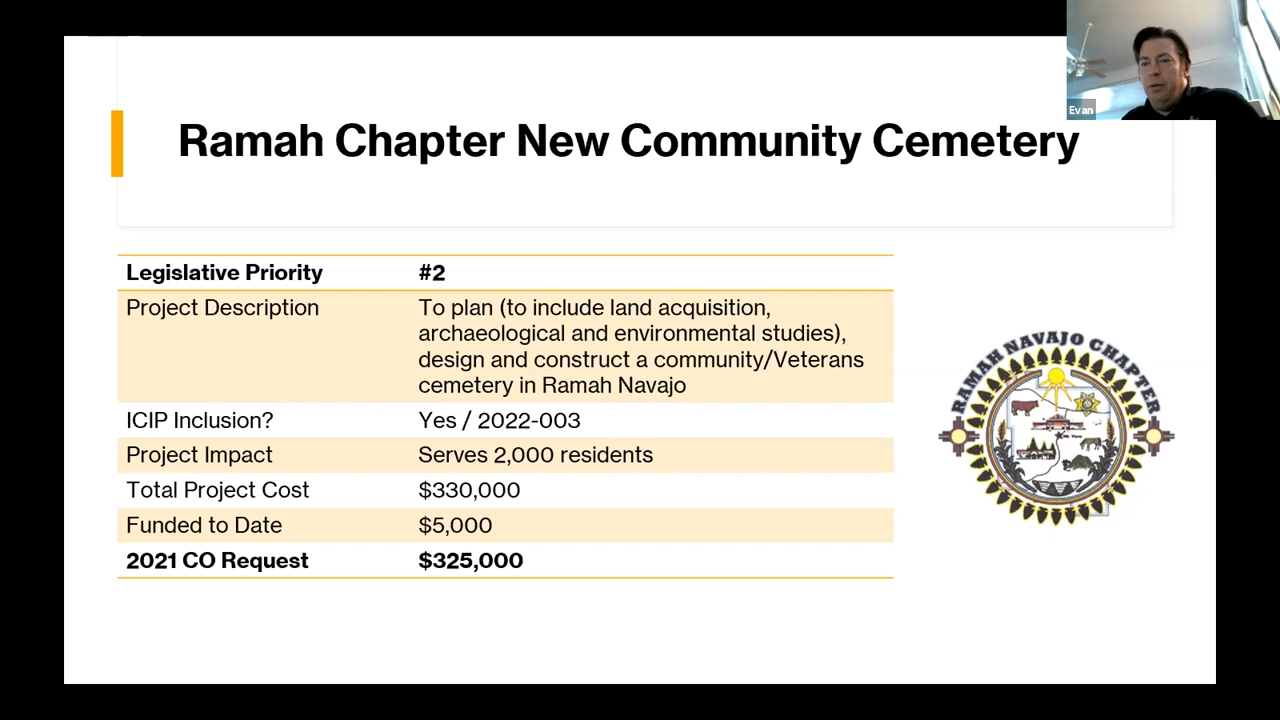 Evan
Ramah Chapter New Community Cemetery
Legislative Priority #2
Project Description To plan (to include land acquisition,
archaeological and environmental studies),
design and construct a community/Veterans
cemetery in Ramah Navajo
ICIP Inclusion? Yes / 2022-003
Project Impact Serves 2,000 residents
Total Project Cost $330,000
Funded to Date $5,000
2021 CO Request $325,000
RAMAH NAVAJO CHAPTER